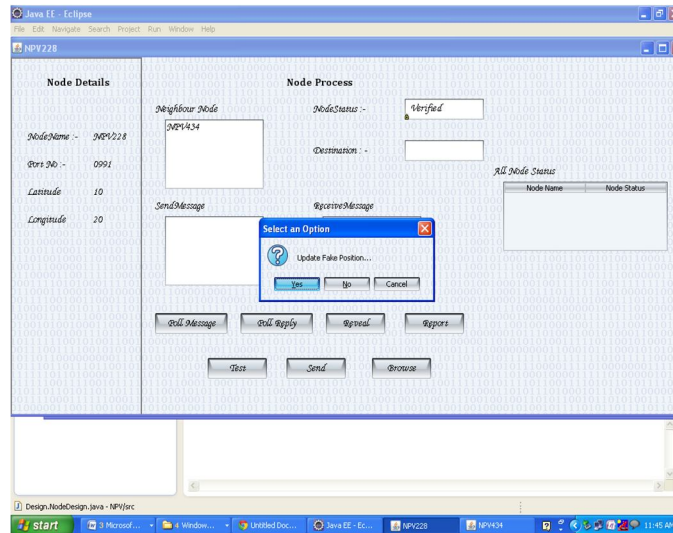 Java EE - Eclipse
File Edit Navigate Search Project Run Window Help
NPV228
Node Details
Node Process
Neighbour Node
NPV434
NodeStatus :-
Verified
NodeName :- NPV228
Destination : -
Port No :- 0991
All Node Status
Node Name Node Status
Latitude 10
SendMessage
ReceiveMessage
Longitude 20
Select an Option
Update Fake Position...
Yes No Cancel
Poll Message Poll Reply Reveal Report
Test Send Browse
Design.NodeDesign.java - NPV/src
start 3 Microsof... 4 Window... Untitled Doc... Java EE - Ec... NPV228 NPV434 11:45 AM